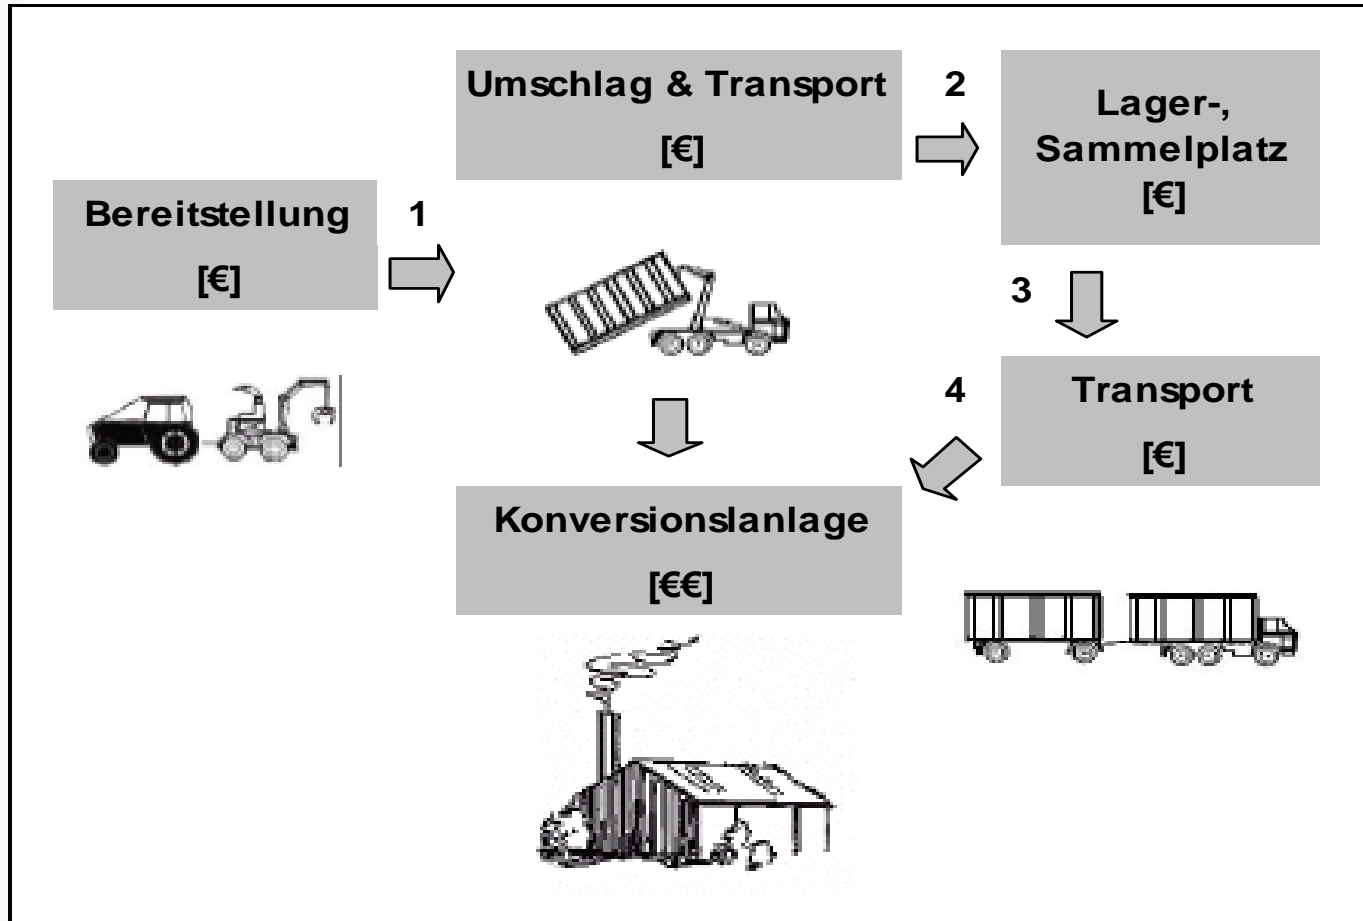 Bereitstellung
[€]
1
Umschlag & Transport
[€]
2
Lager-,
Sammelplatz
[€]
3
Transport
[€]
4
Konversionslanlage
[€€]